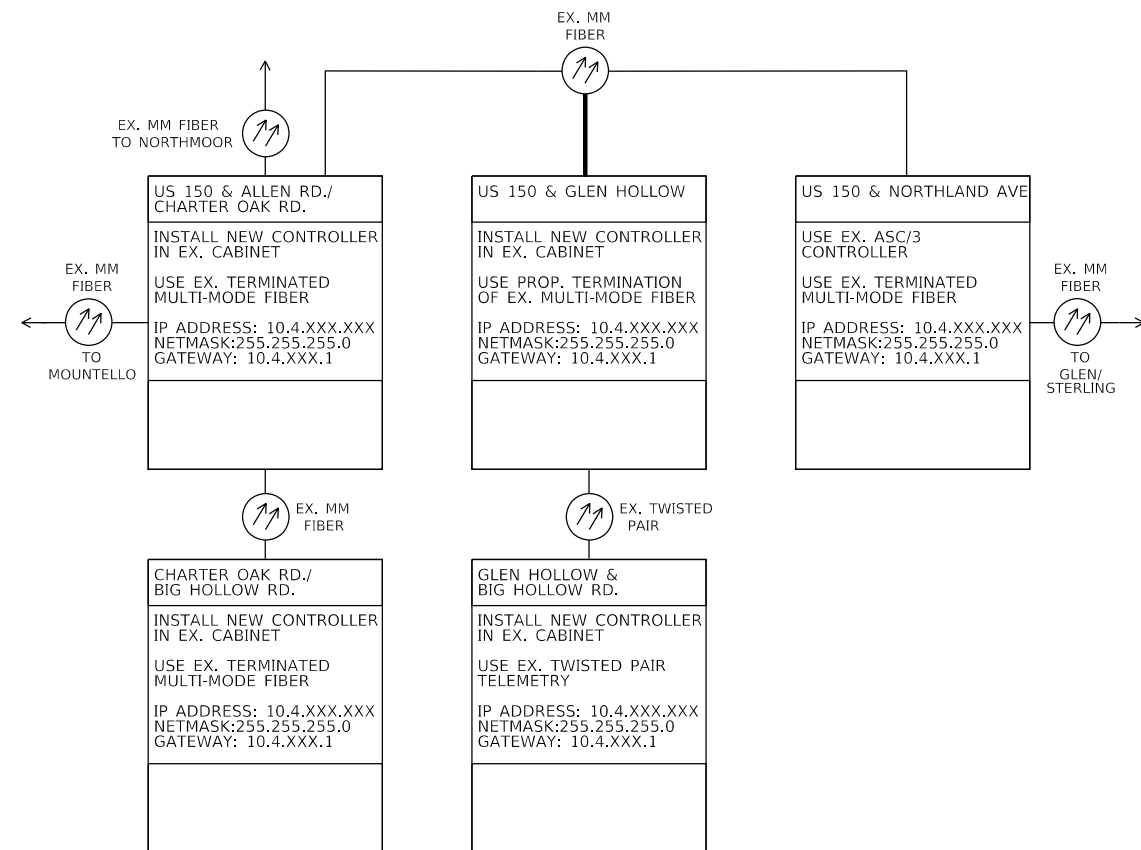 EX. MM
FIBER
EX. MM FIBER
TO NORTHMOOR
US 150 & ALLEN RD./
CHARTER OAK RD.
INSTALL NEW CONTROLLER
IN EX. CABINET
USE EX. TERMINATED
MULTI-MODE FIBER
IP ADDRESS: 10.4.XXX.XXX
NETMASK:255.255.255.0
GATEWAY: 10.4.XXX.1
US 150 & GLEN HOLLOW
INSTALL NEW CONTROLLER
IN EX. CABINET
USE PROP. TERMINATION
OF EX. MULTI-MODE FIBER
IP ADDRESS: 10.4.XXX.XXX
NETMASK:255.255.255.0
GATEWAY: 10.4.XXX.1
US 150 & NORTHLAND AVE
USE EX. ASC/3
CONTROLLER
USE EX. TERMINATED
MULTI-MODE FIBER
IP ADDRESS: 10.4.XXX.XXX
NETMASK:255.255.255.0
GATEWAY: 10.4.XXX.1
EX. MM
FIBER
TO
MOUNTELLO
EX. MM
FIBER
TO
GLEN/
STERLING
EX. MM
FIBER
EX. TWISTED
PAIR
CHARTER OAK RD./
BIG HOLLOW RD.
INSTALL NEW CONTROLLER
IN EX. CABINET
USE EX. TERMINATED
MULTI-MODE FIBER
IP ADDRESS: 10.4.XXX.XXX
NETMASK:255.255.255.0
GATEWAY: 10.4.XXX.1
GLEN HOLLOW &
BIG HOLLOW RD.
INSTALL NEW CONTROLLER
IN EX. CABINET
USE EX. TWISTED PAIR
TELEMETRY
IP ADDRESS: 10.4.XXX.XXX
NETMASK:255.255.255.0
GATEWAY: 10.4.XXX.1